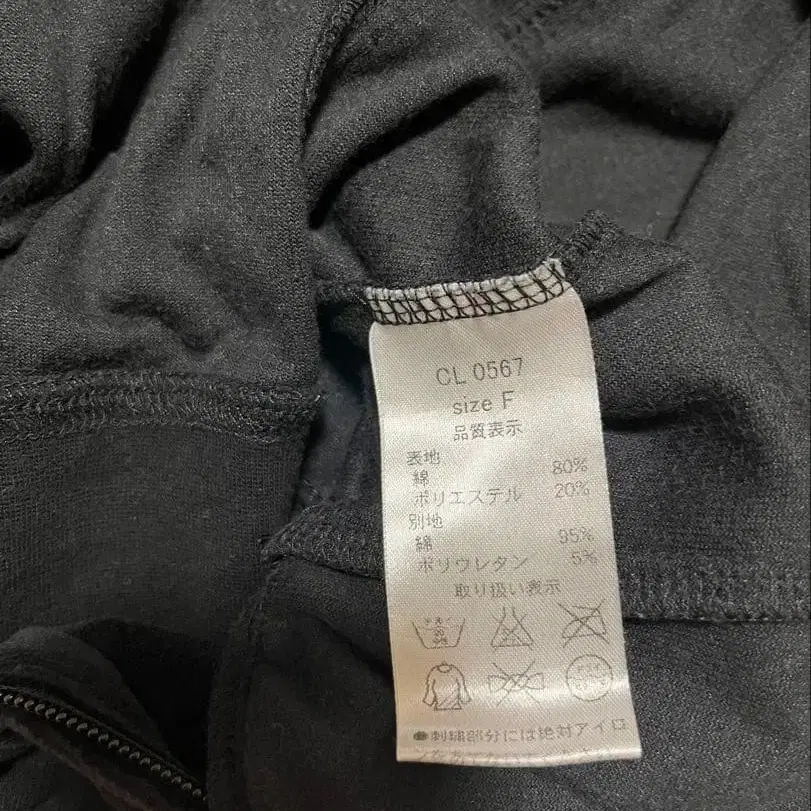 CL 0567
size F
品質表示
表地
綿 80%
ポリエステル 20%
別地
綿 95%
ポリウレタン 5%
取り扱い表示
●刺繍部分には絶対アイロ